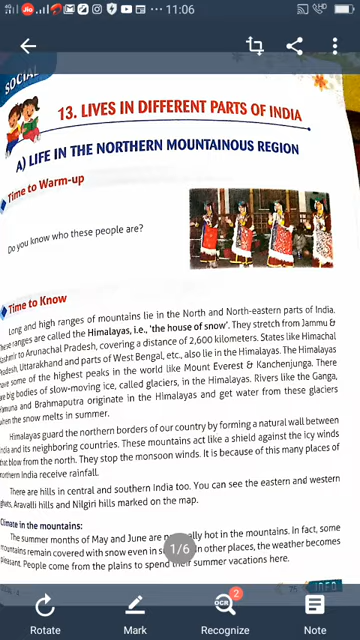 11:06
SOCIAL
13. LIVES IN DIFFERENT PARTS OF INDIA
A) LIFE IN THE NORTHERN MOUNTAINOUS REGION
Time to Warm-up
Do you know who these people are?
Time to Know
Long and high ranges of mountains lie in the North and North-eastern parts of India.
These ranges are called the Himalayas, i.e., 'the house of snow'. They stretch from Jammu &
Kashmir to Arunachal Pradesh, covering a distance of 2,600 kilometers. States like Himachal
Pradesh, Uttarakhand and parts of West Bengal, etc., also lie in the Himalayas. The Himalayas
have some of the highest peaks in the world like Mount Everest & Kanchenjunga. There
are big bodies of slow-moving ice, called glaciers, in the Himalayas. Rivers like the Ganga,
Yamuna and Brahmaputra originate in the Himalayas and get water from these glaciers
when the snow melts in summer.
Himalayas guard the northern borders of our country by forming a natural wall between
India and its neighboring countries. These mountains act like a shield against the icy winds
that blow from the north. They stop the monsoon winds. It is because of this many places of
northern India receive rainfall.
There are hills in central and southern India too. You can see the eastern and western
ghats, Aravalli hills and Nilgiri hills marked on the map.
Climate in the mountains:
The summer months of May and June are not really hot in the mountains. In fact, some
mountains remain covered with snow even in In other places, the weather becomes
pleasant. People come from the plains to spend their summer vacations here.
1/6
75
Rotate
Mark
OCR
2
Recognize
Note